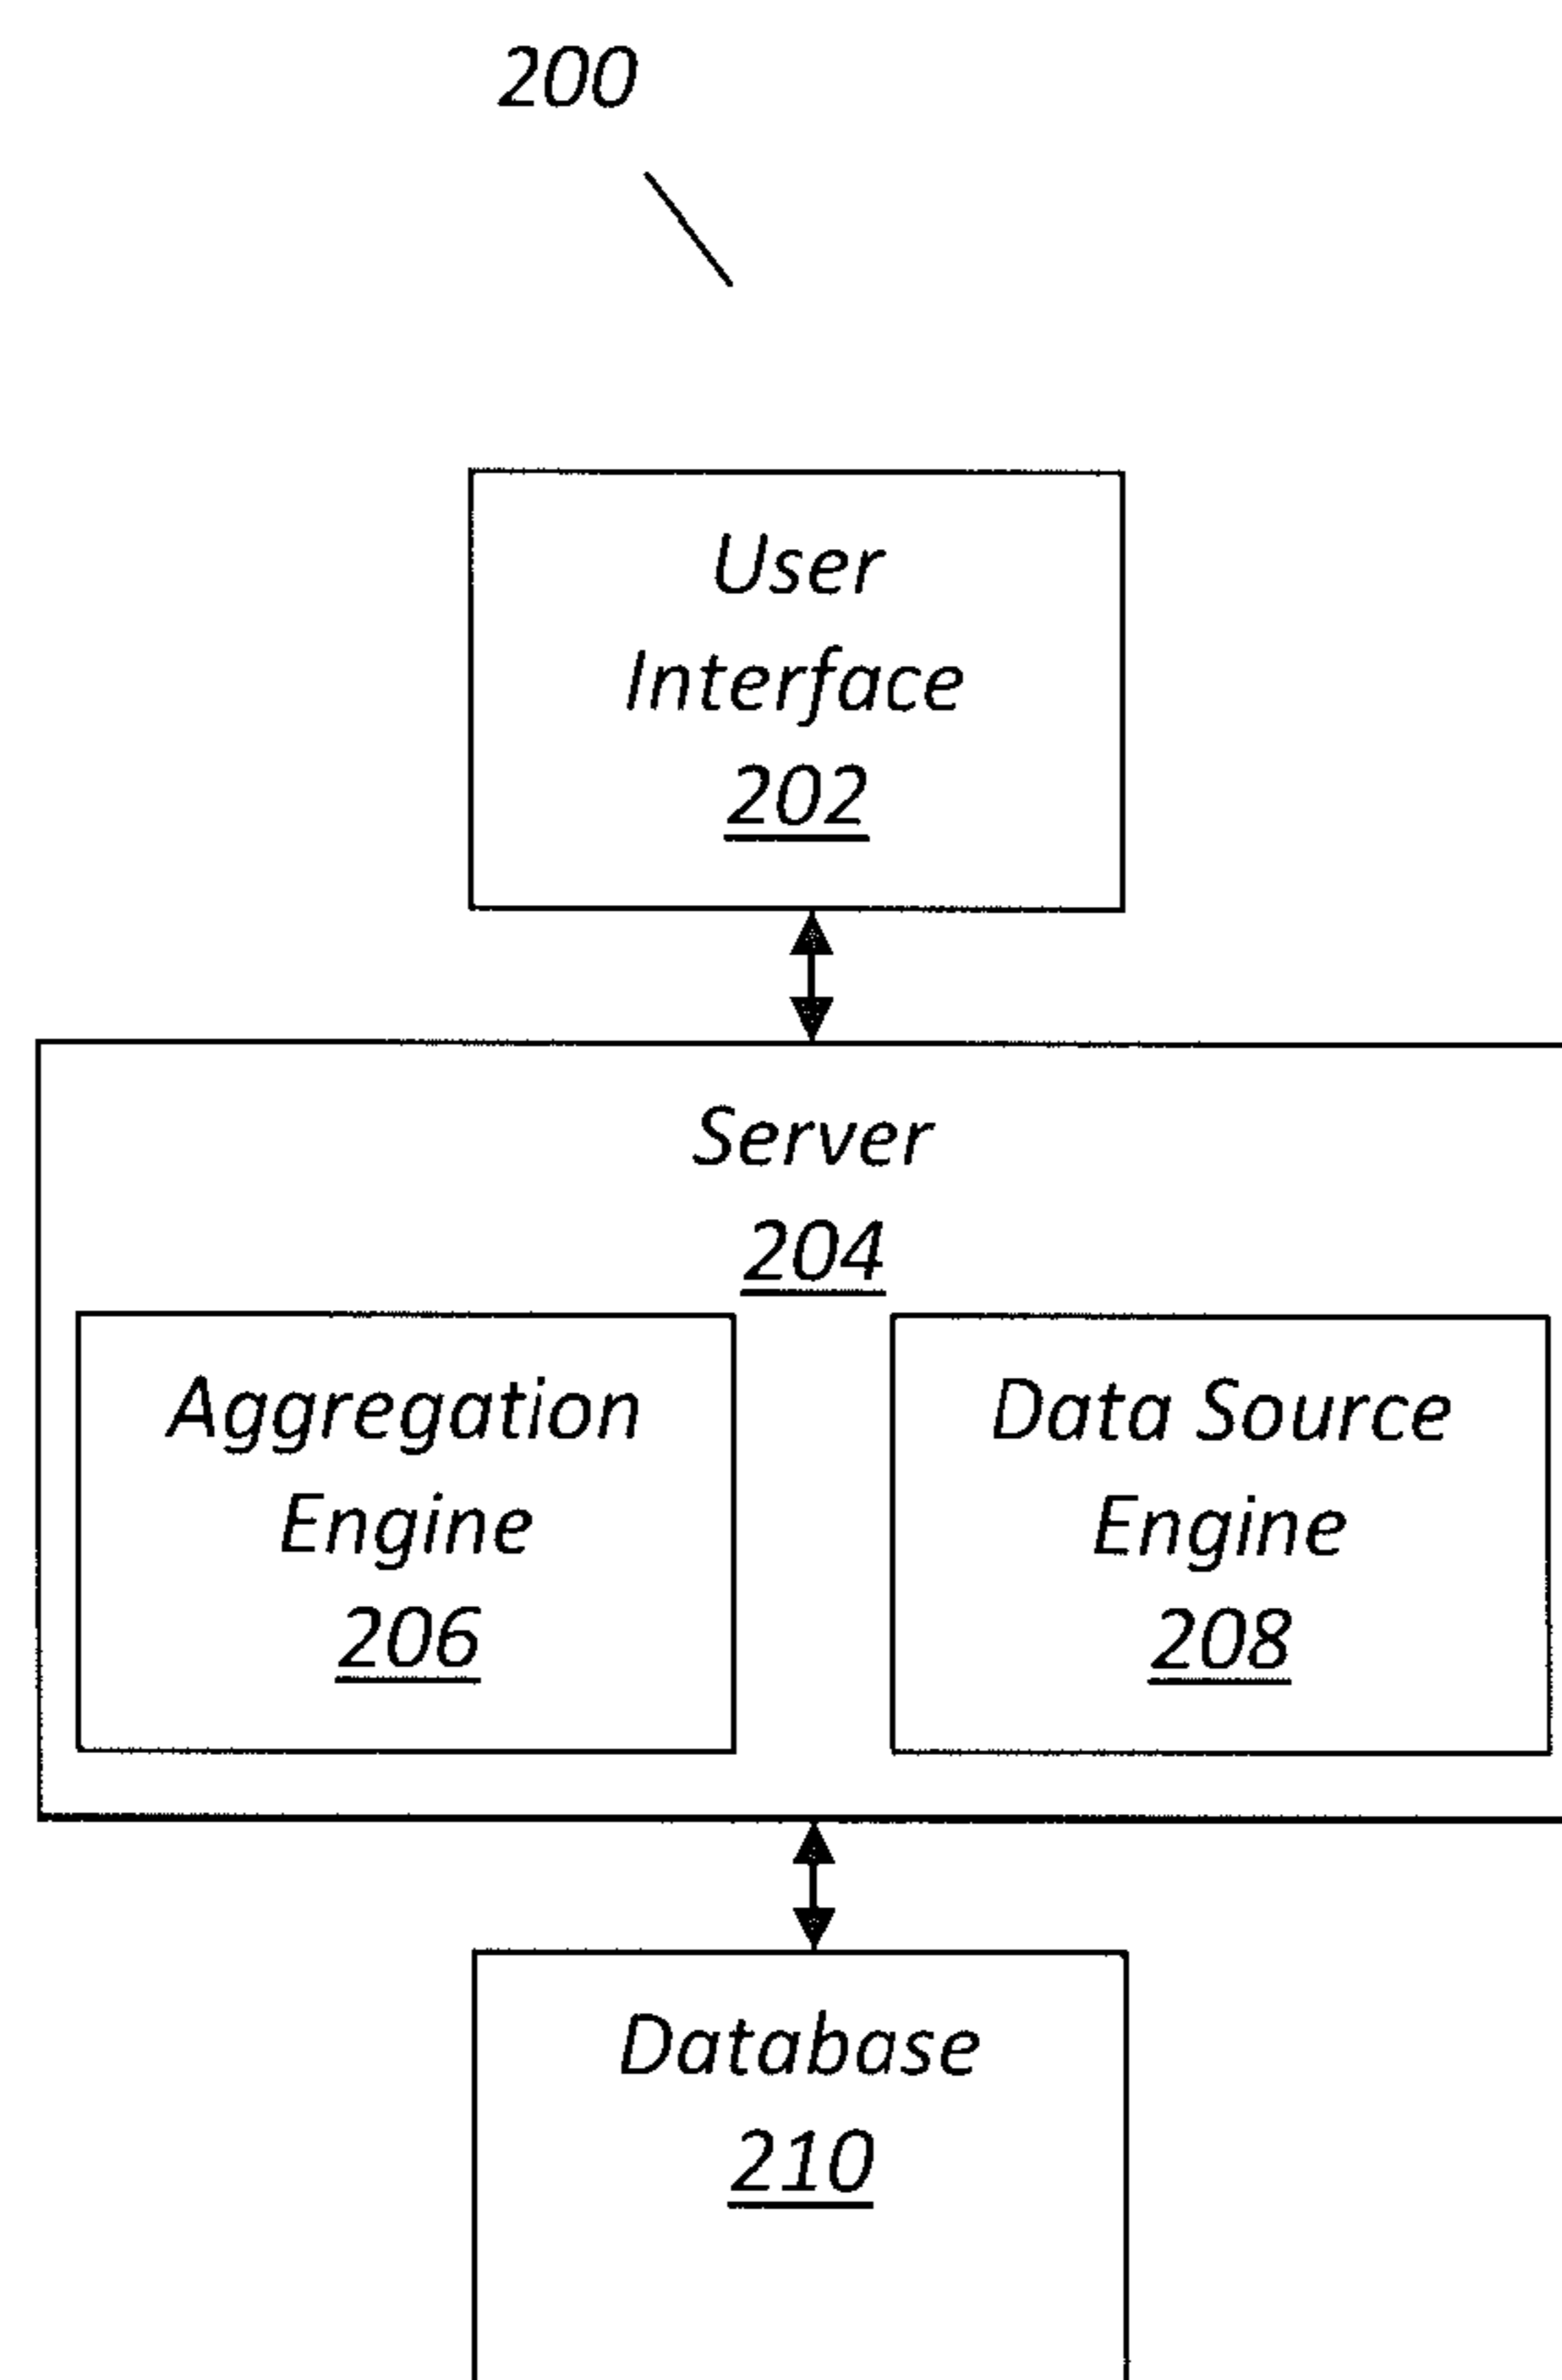 200
User
Interface
202
Server
204
Aggregation
Engine
206
Data Source
Engine
208
Database
210